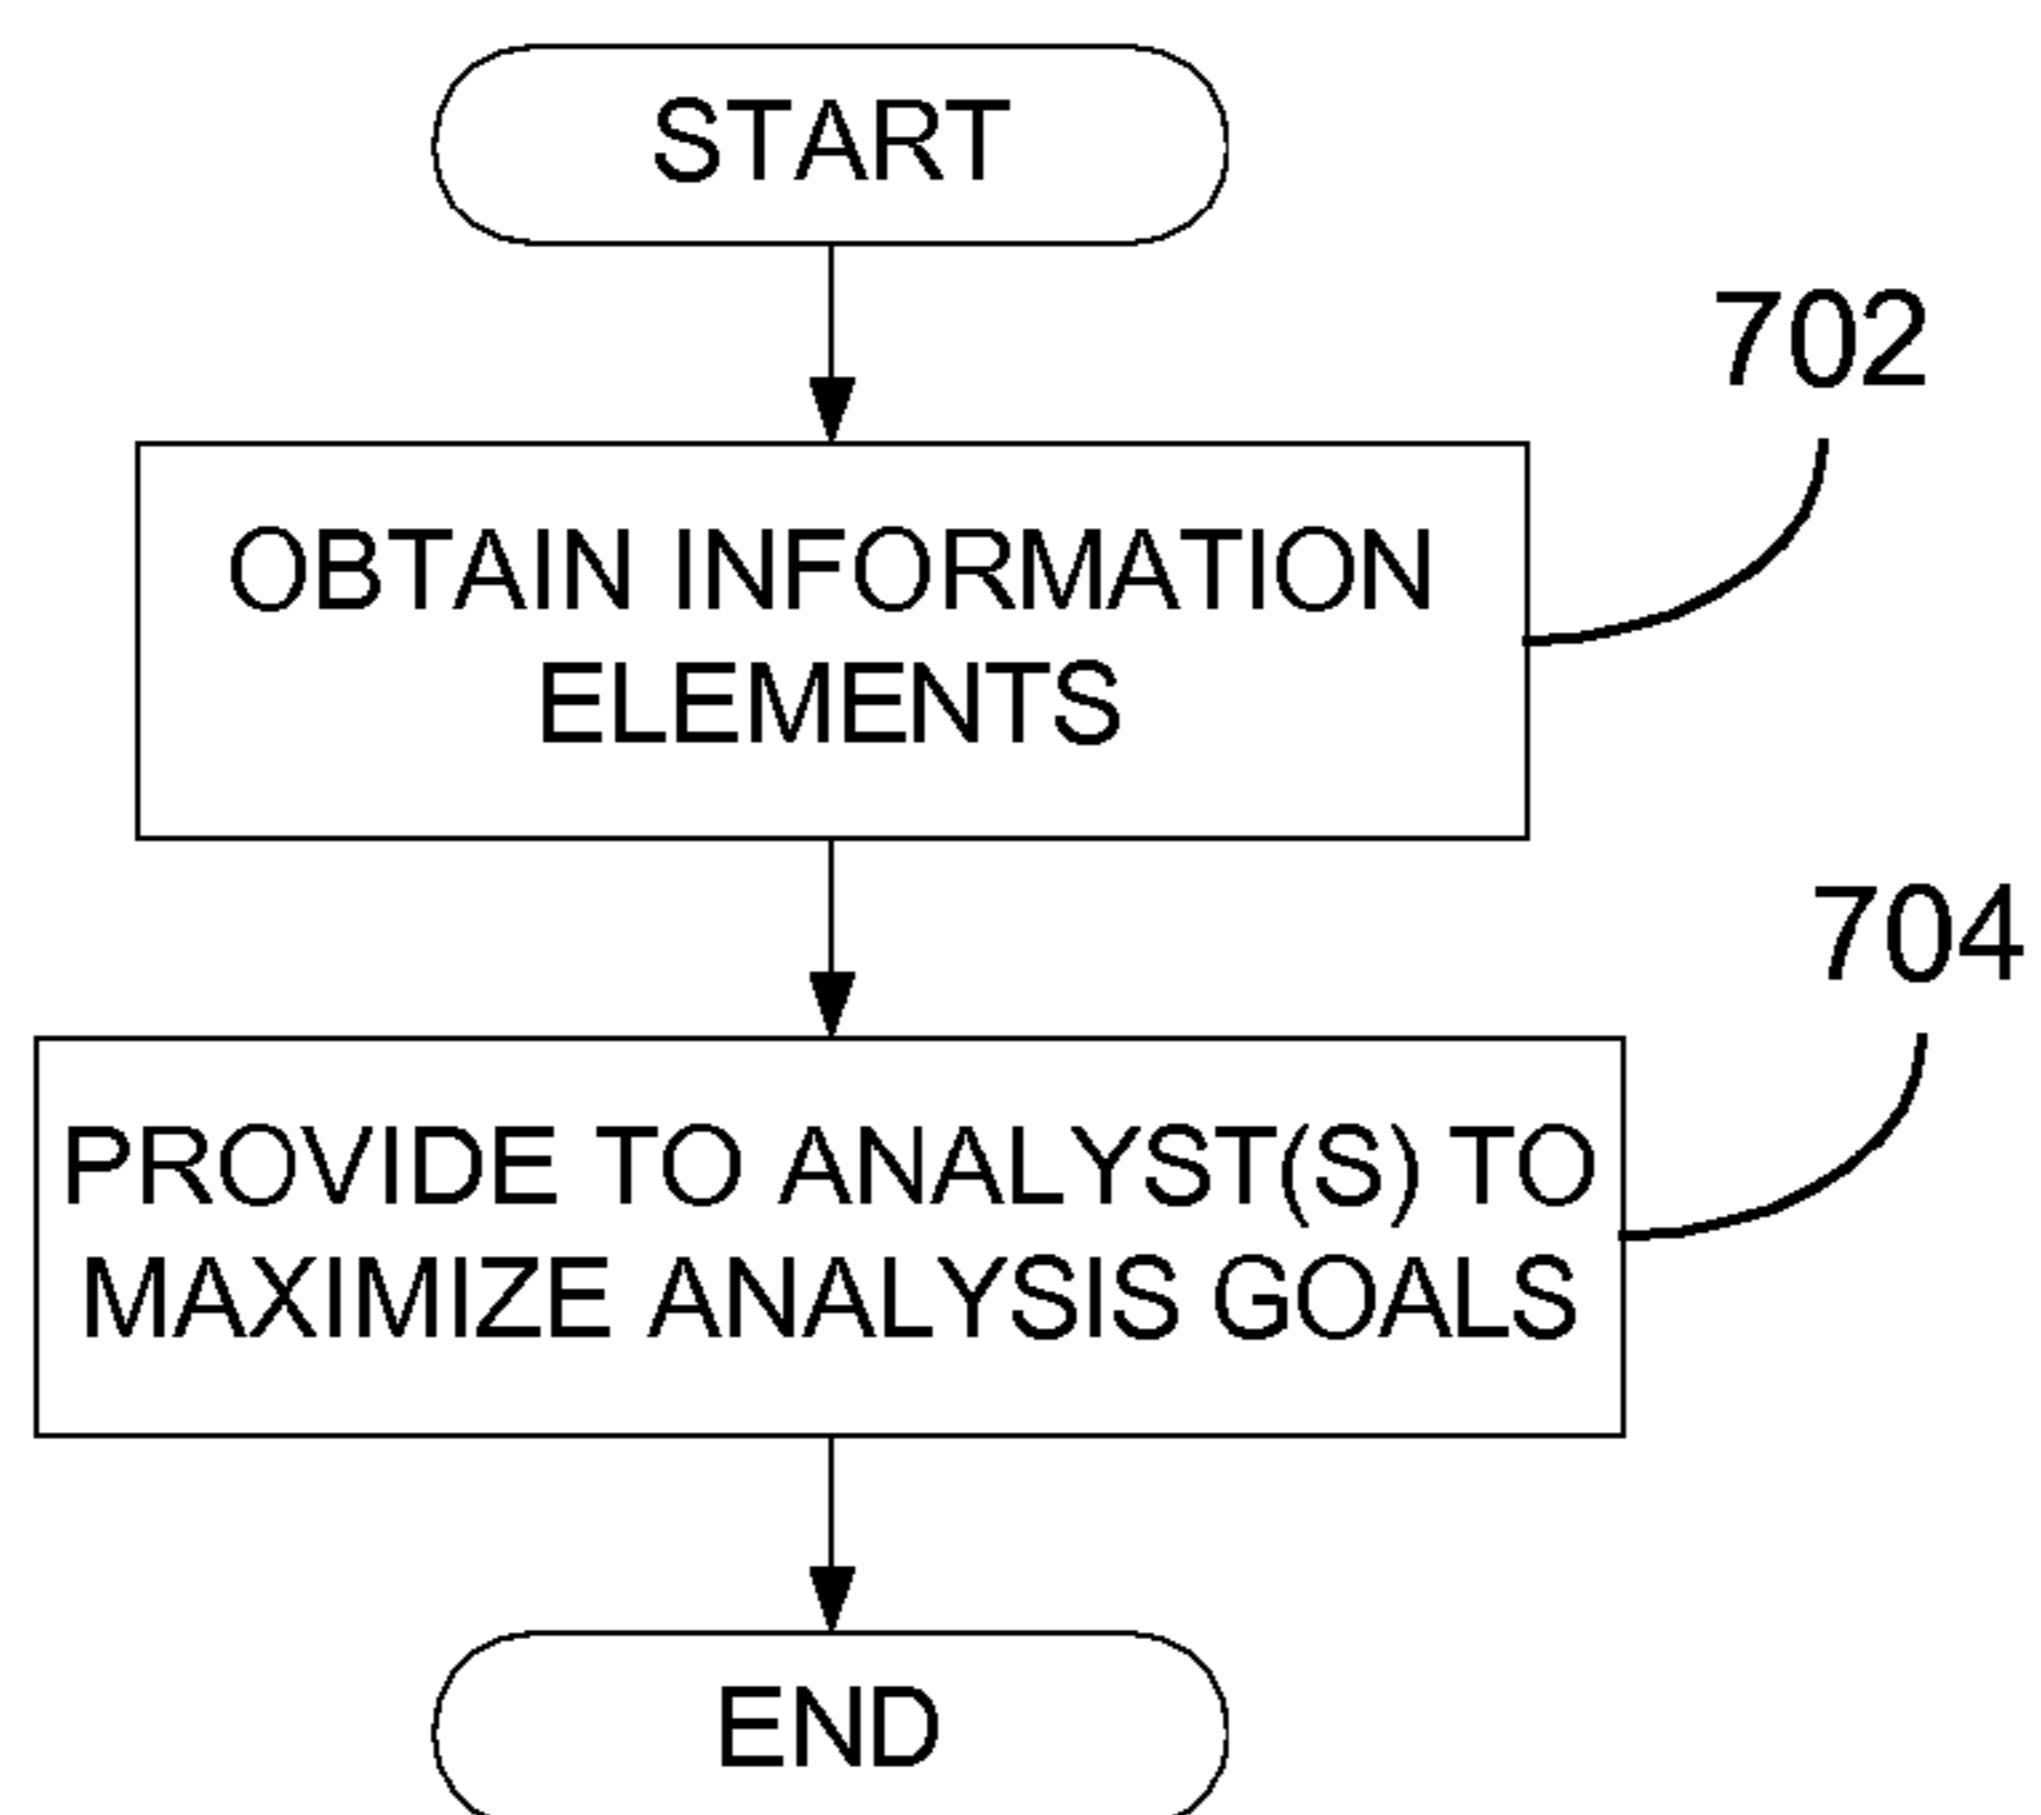 START
702
OBTAIN INFORMATION
ELEMENTS
704
PROVIDE TO ANALYST(S) TO
MAXIMIZE ANALYSIS GOALS
END